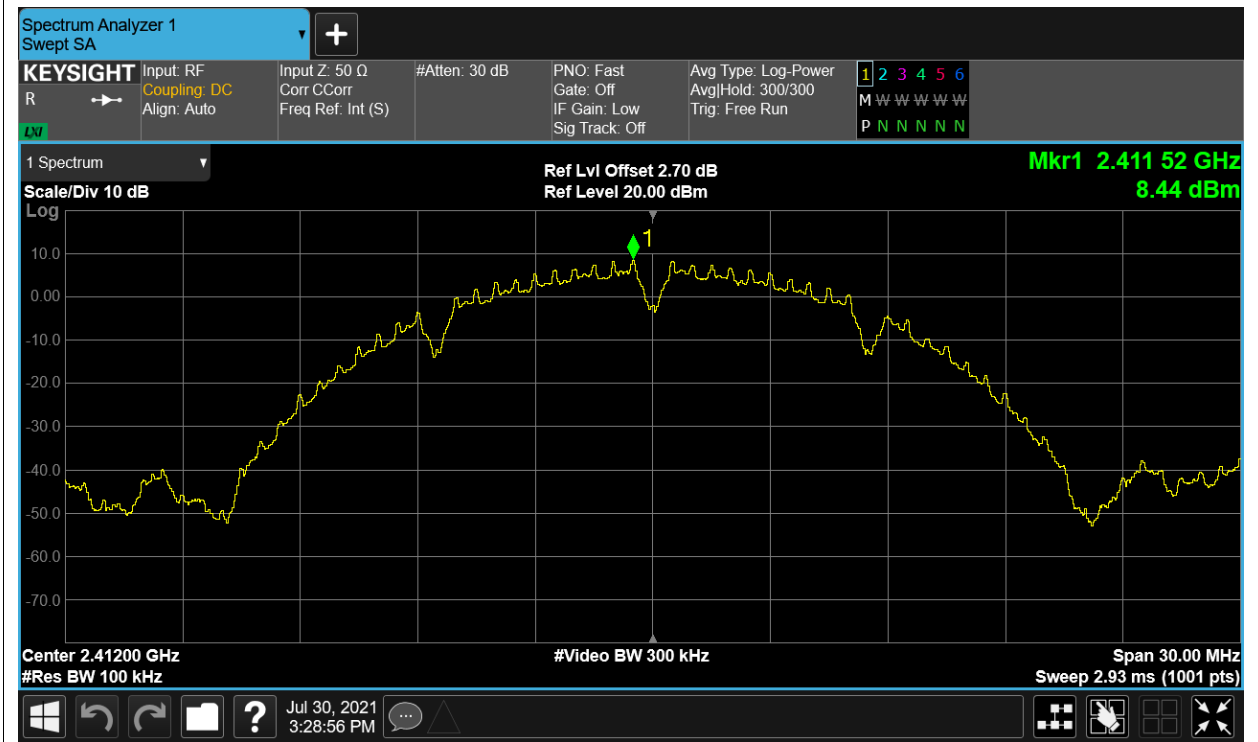 Spectrum Analyzer 1
Swept SA
+
KEYSIGHT
R
LXI
Input: RF
Coupling: DC
Align: Auto
Input Z: 50 Ω
Corr CCorr
Freq Ref: Int (S)
#Atten: 30 dB
PNO: Fast
Gate: Off
IF Gain: Low
Sig Track: Off
Avg Type: Log-Power
Avg|Hold: 300/300
Trig: Free Run
1 2 3 4 5 6
M W W W W W
P N N N N N
1 Spectrum
Scale/Div 10 dB
Log
Ref Lvl Offset 2.70 dB
Ref Level 20.00 dBm
Mkr1 2.411 52 GHz
8.44 dBm
1
10.0
0.00
-10.0
-20.0
-30.0
-40.0
-50.0
-60.0
-70.0
Center 2.41200 GHz
#Res BW 100 kHz
#Video BW 300 kHz
Span 30.00 MHz
Sweep 2.93 ms (1001 pts)
?
Jul 30, 2021
3:28:56 PM